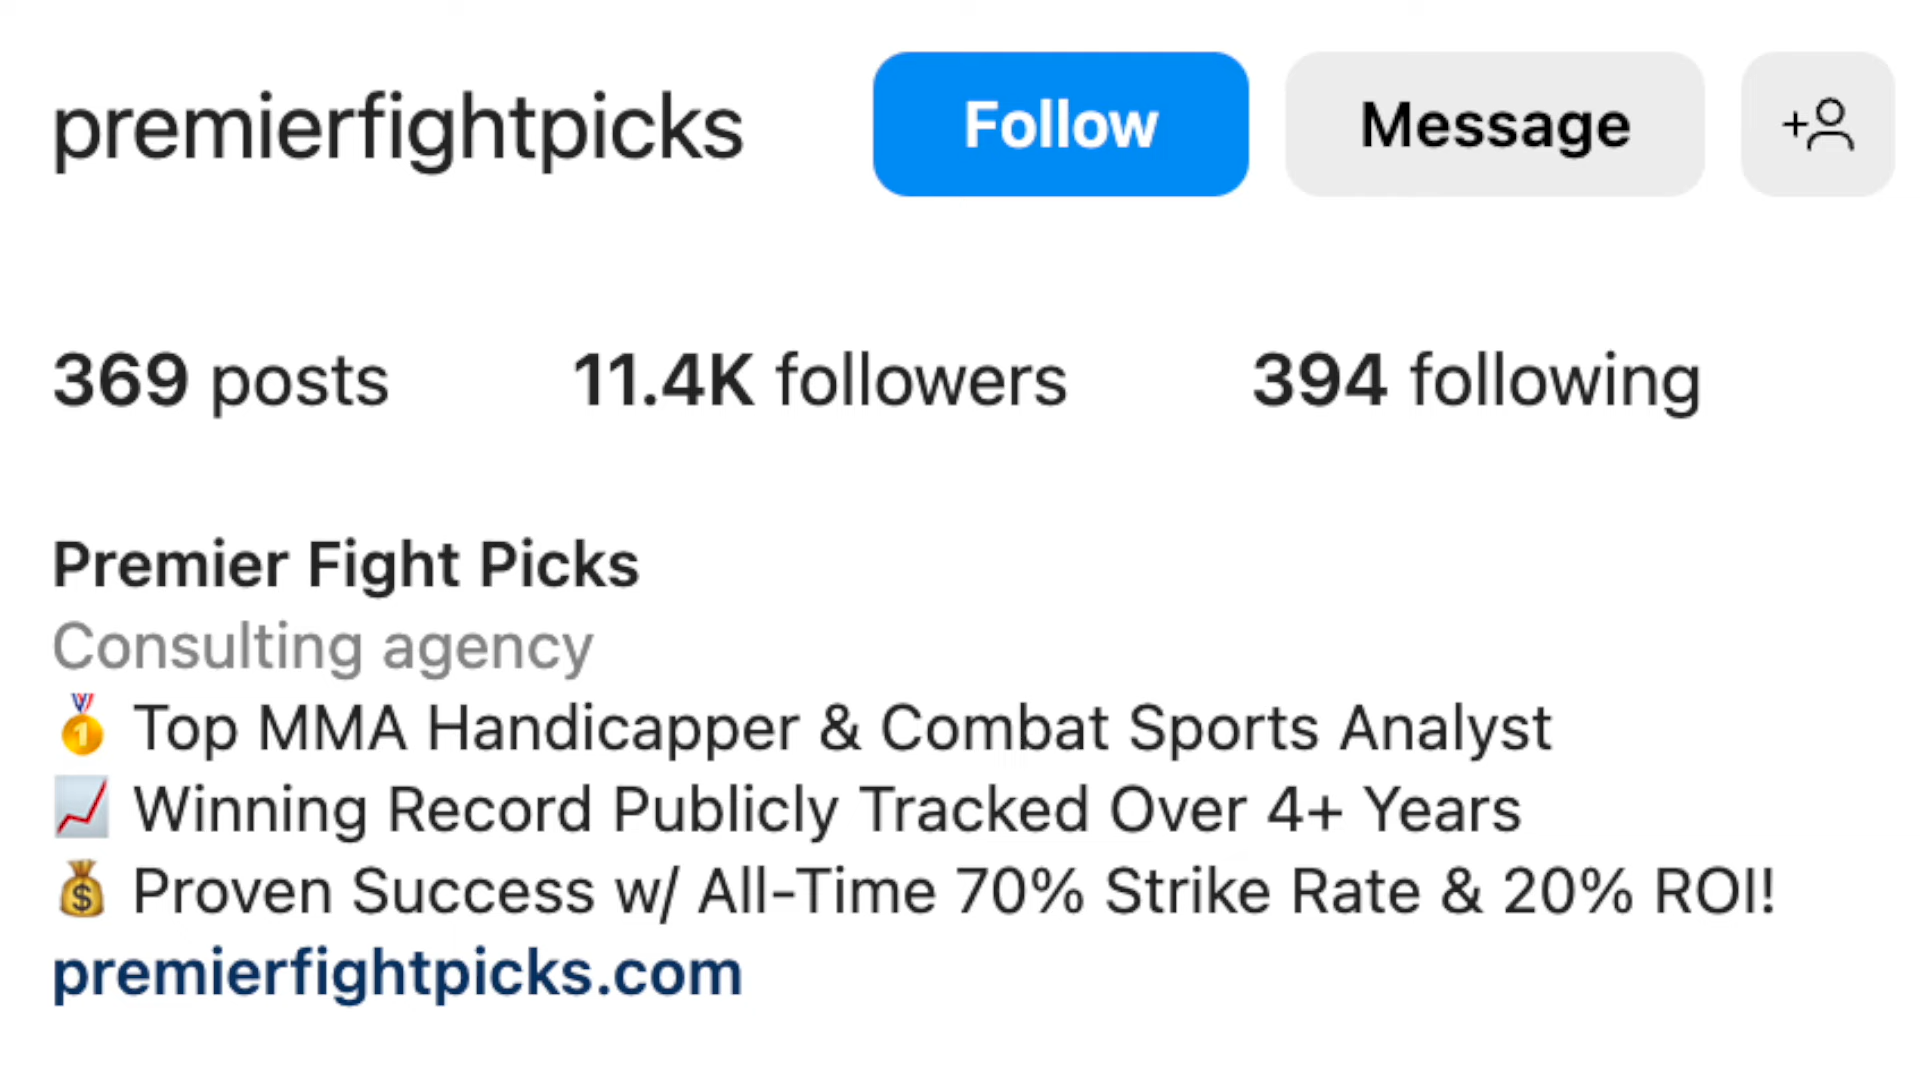 premierfightpicks Follow Message
369 posts 11.4K followers 394 following
Premier Fight Picks
Consulting agency
🥇 Top MMA Handicapper & Combat Sports Analyst
📈 Winning Record Publicly Tracked Over 4+ Years
💰 Proven Success w/ All-Time 70% Strike Rate & 20% ROI!
premierfightpicks.com